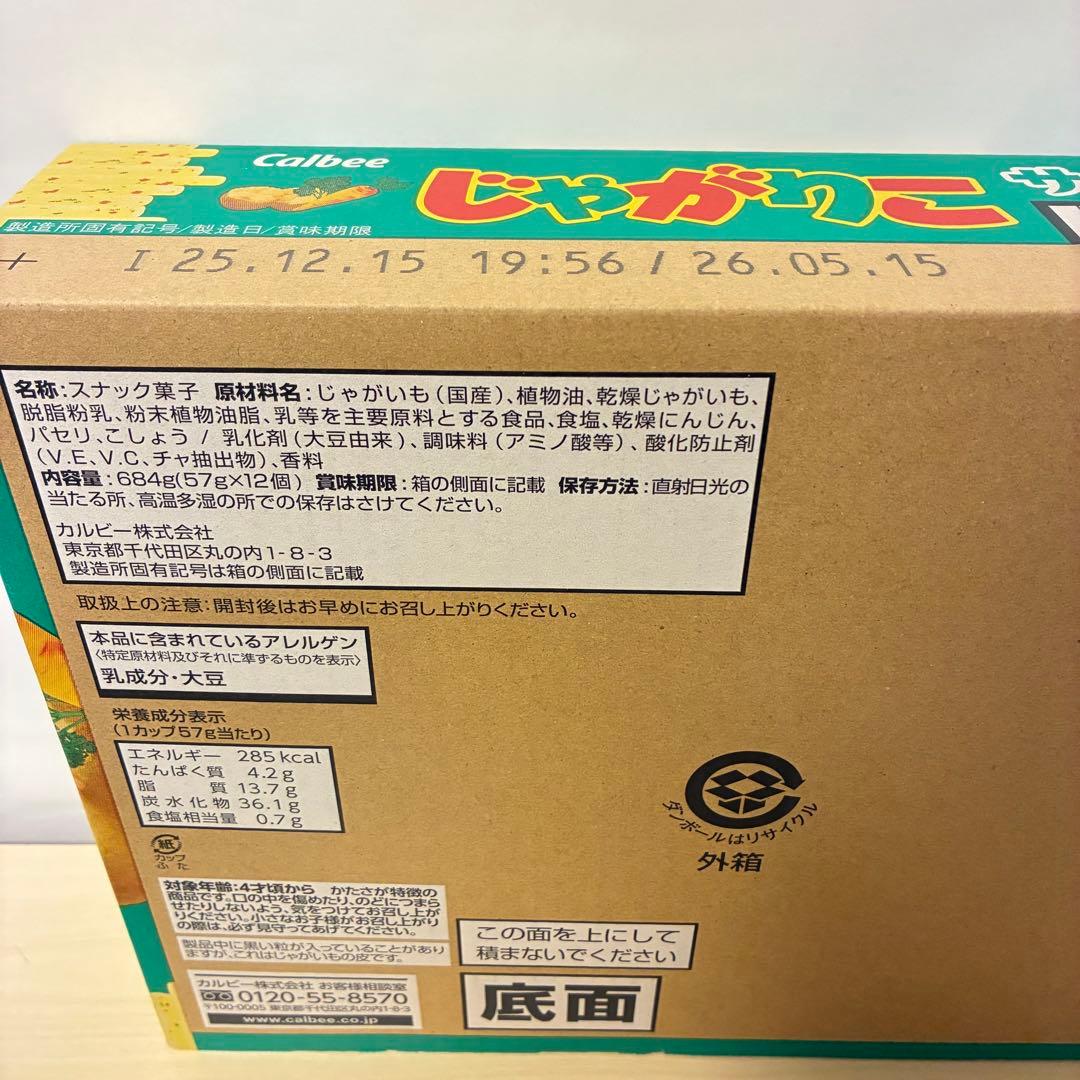 Calbee
じゃがりこ
サ
製造所固有記号/製造日/賞味期限
+ I 25.12.15 19:56 / 26.05.15
名称:スナック菓子 原材料名:じゃがいも(国産)、植物油、乾燥じゃがいも、
脱脂粉乳、粉末植物油脂、乳等を主要原料とする食品、食塩、乾燥にんじん、
パセリ、こしょう / 乳化剤(大豆由来)、調味料(アミノ酸等)、酸化防止剤
(V.E、V.C、チャ抽出物)、香料
内容量:684g(57g×12個) 賞味期限:箱の側面に記載 保存方法:直射日光の
当たる所、高温多湿の所での保存はさけてください。
カルビー株式会社
東京都千代田区丸の内1-8-3
製造所固有記号は箱の側面に記載
取扱上の注意:開封後はお早めにお召し上がりください。
本品に含まれているアレルゲン
〈特定原材料及びそれに準ずるものを表示〉
乳成分・大豆
栄養成分表示
(1カップ57g当たり)
エネルギー 285kcal
たんぱく質 4.2g
脂質 13.7g
炭水化物 36.1g
食塩相当量 0.7g
紙
カップ
ふた
ダンボールはリサイクル
外箱
対象年齢:4才頃から かたさが特徴の
商品です。口の中を傷めたり、のどにつまら
せたりしないよう、気をつけてお召し上が
りください。小さなお子様がお召し上がり
の際は、必ず見守ってあげてください。
製品中に黒い粒が入っていることがあり
ますが、これはじゃがいもの皮です。
この面を上にして
積まないでください
カルビー株式会社 お客様相談室
0120-55-8570
〒100-0005 東京都千代田区丸の内1-8-3
www.calbee.co.jp
底面